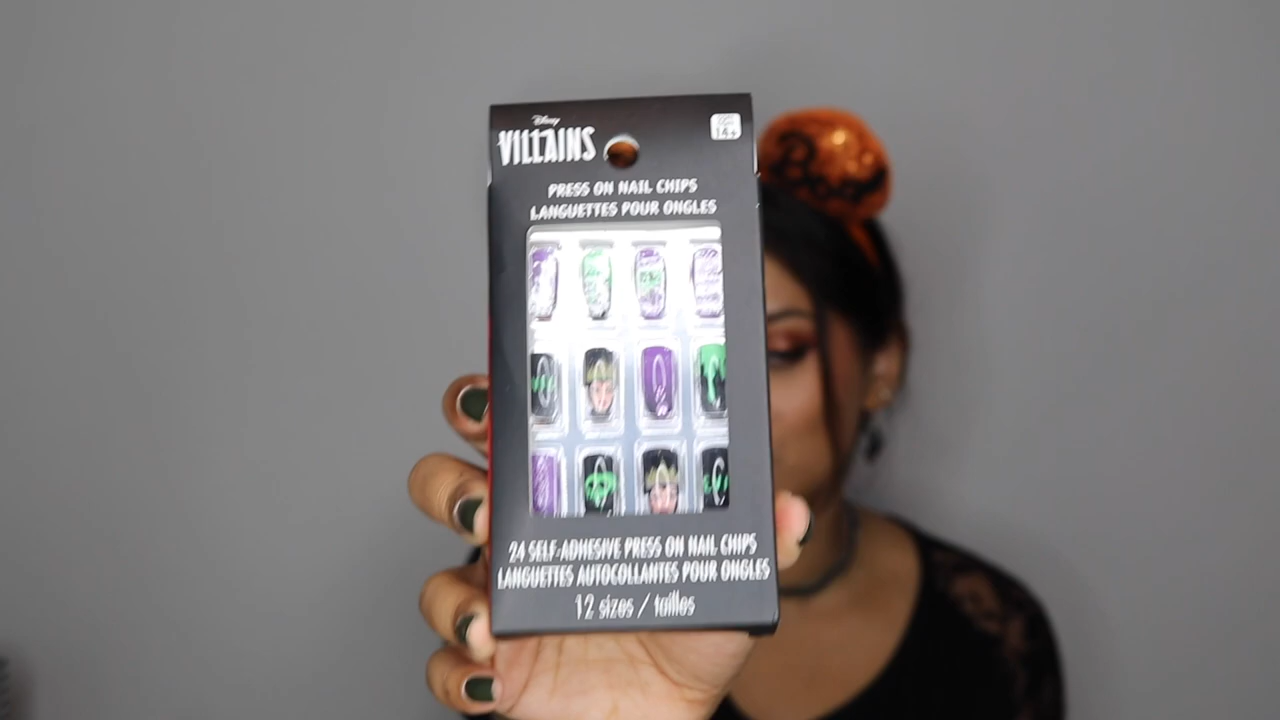 Disney
VILLAINS
14+
PRESS ON NAIL CHIPS
LANGUETTES POUR ONGLES
24 SELF-ADHESIVE PRESS ON NAIL CHIPS
LANGUETTES AUTOCOLLANTES POUR ONGLES
12 sizes / tailles